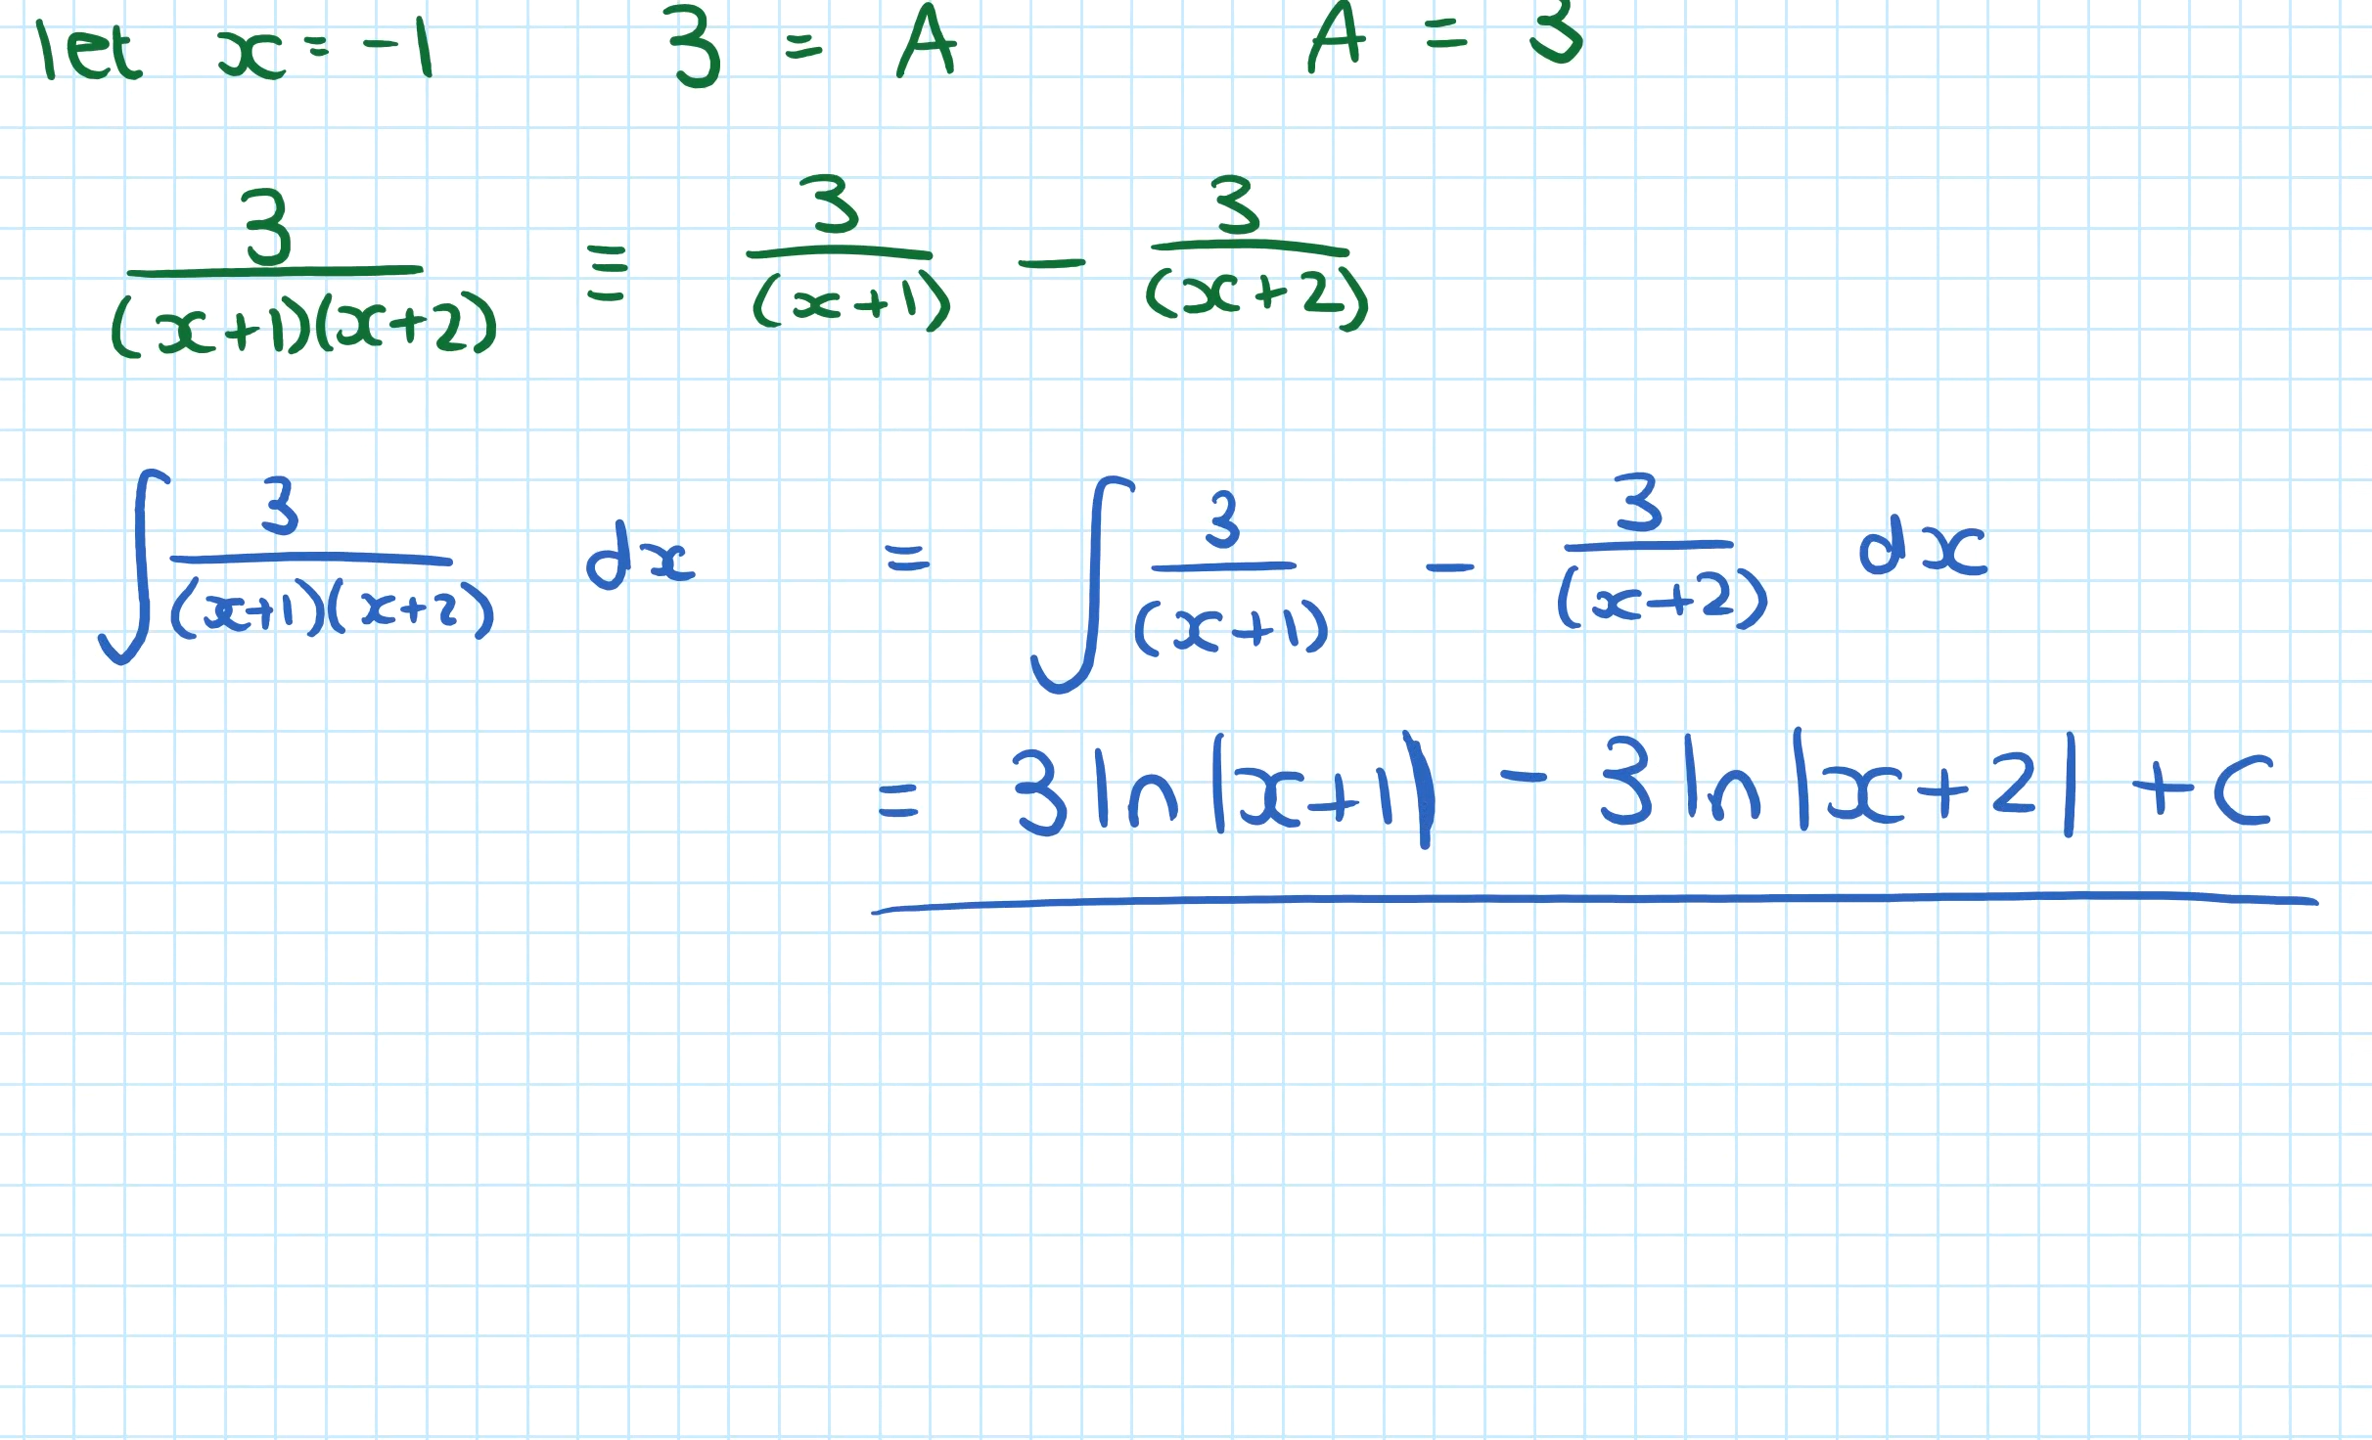 let x = -1 3 = A A = 3
3/((x+1)(x+2)) ≡ 3/(x+1) - 3/(x+2)
∫ 3/((x+1)(x+2)) dx = ∫ 3/(x+1) - 3/(x+2) dx
= 3 ln|x+1| - 3 ln|x+2| + C